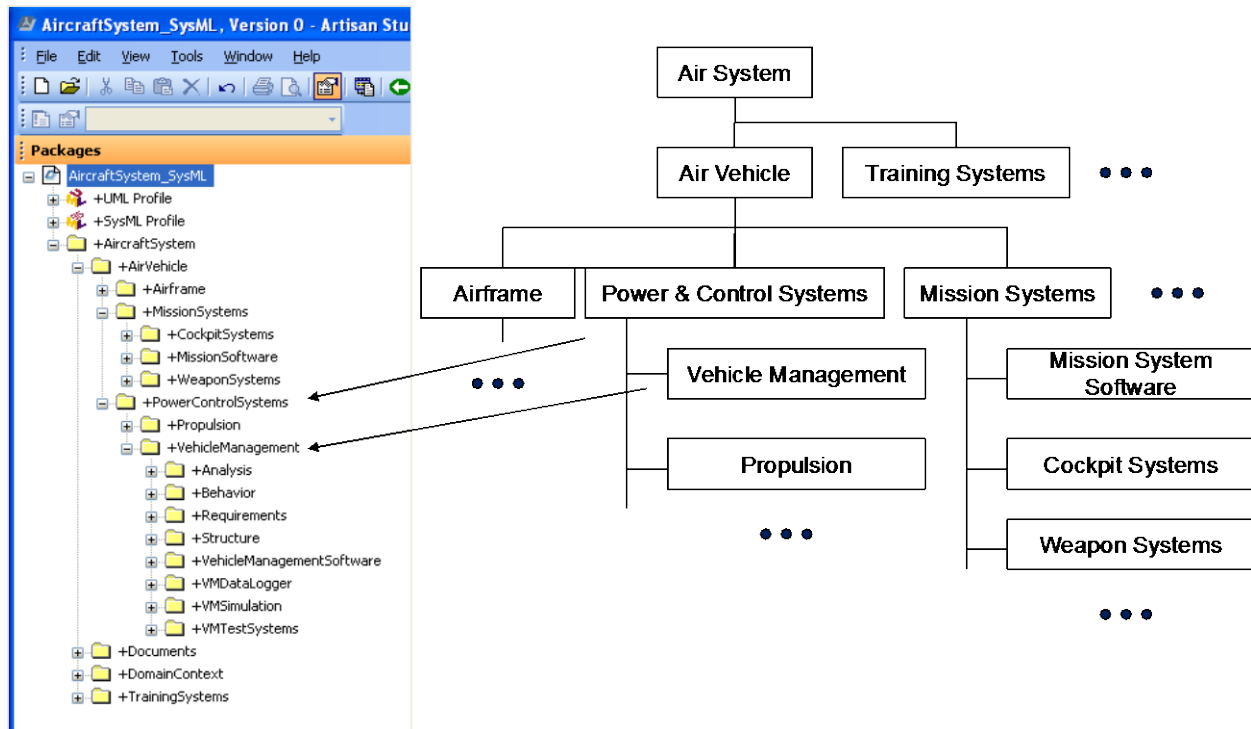 AircraftSystem_SysML, Version 0 - Artisan Stu
File Edit View Tools Window Help
Packages
AircraftSystem_SysML
+UML Profile
+SysML Profile
+AircraftSystem
+AirVehicle
+Airframe
+MissionSystems
+CockpitSystems
+MissionSoftware
+WeaponSystems
+PowerControlSystems
+Propulsion
+VehicleManagement
+Analysis
+Behavior
+Requirements
+Structure
+VehicleManagementSoftware
+VMDataLogger
+VMSimulation
+VMTestSystems
+Documents
+DomainContext
+TrainingSystems
Air System
Air Vehicle
Training Systems
Airframe
Power & Control Systems
Mission Systems
Vehicle Management
Propulsion
Mission System
Software
Cockpit Systems
Weapon Systems